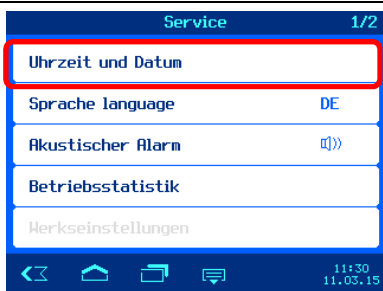 Service 1/2
Uhrzeit und Datum
Sprache language DE
Akustischer Alarm
Betriebsstatistik
Werkseinstellungen
11:30
11.03.15